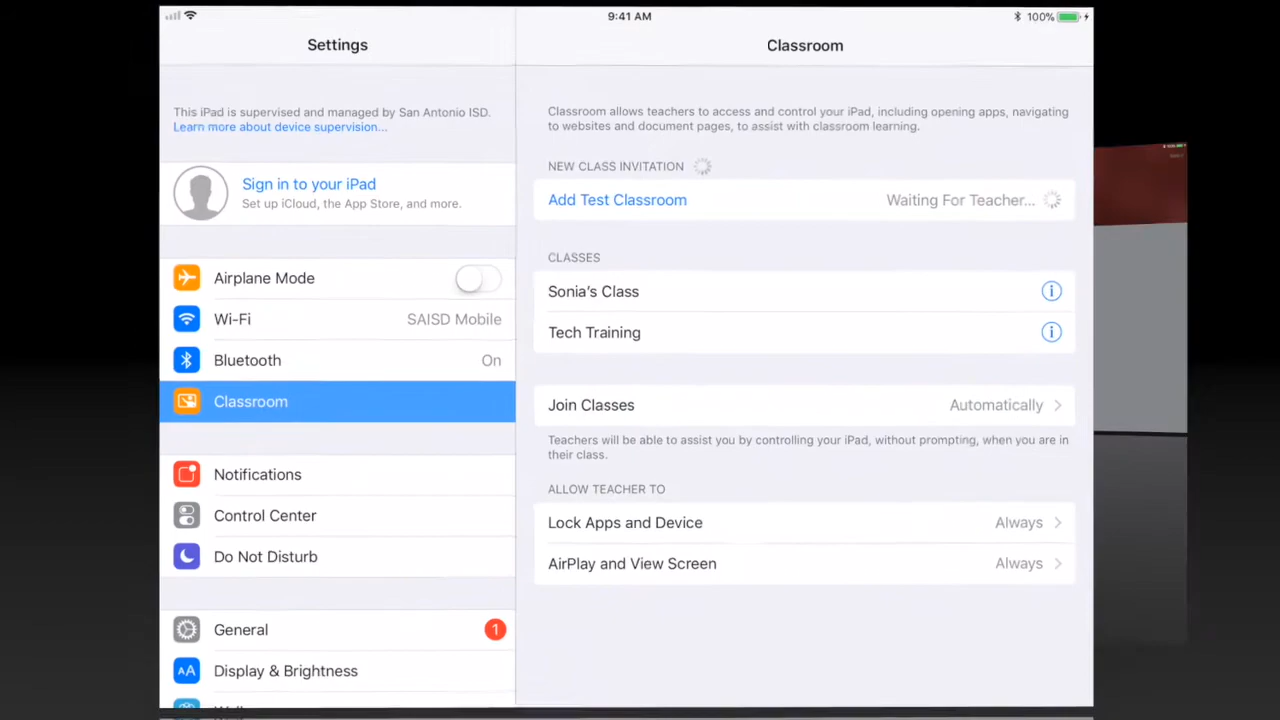 9:41 AM
100%
Settings
Classroom
This iPad is supervised and managed by San Antonio ISD.
Learn more about device supervision...
Sign in to your iPad
Set up iCloud, the App Store, and more.
Airplane Mode
Wi-Fi
SAISD Mobile
Bluetooth
On
Classroom
Notifications
Control Center
Do Not Disturb
General
1
AA
Display & Brightness
Classroom allows teachers to access and control your iPad, including opening apps, navigating
to websites and document pages, to assist with classroom learning.
NEW CLASS INVITATION
Add Test Classroom
Waiting For Teacher...
CLASSES
Sonia's Class
Tech Training
Join Classes
Automatically
Teachers will be able to assist you by controlling your iPad, without prompting, when you are in
their class.
ALLOW TEACHER TO
Lock Apps and Device
Always
AirPlay and View Screen
Always